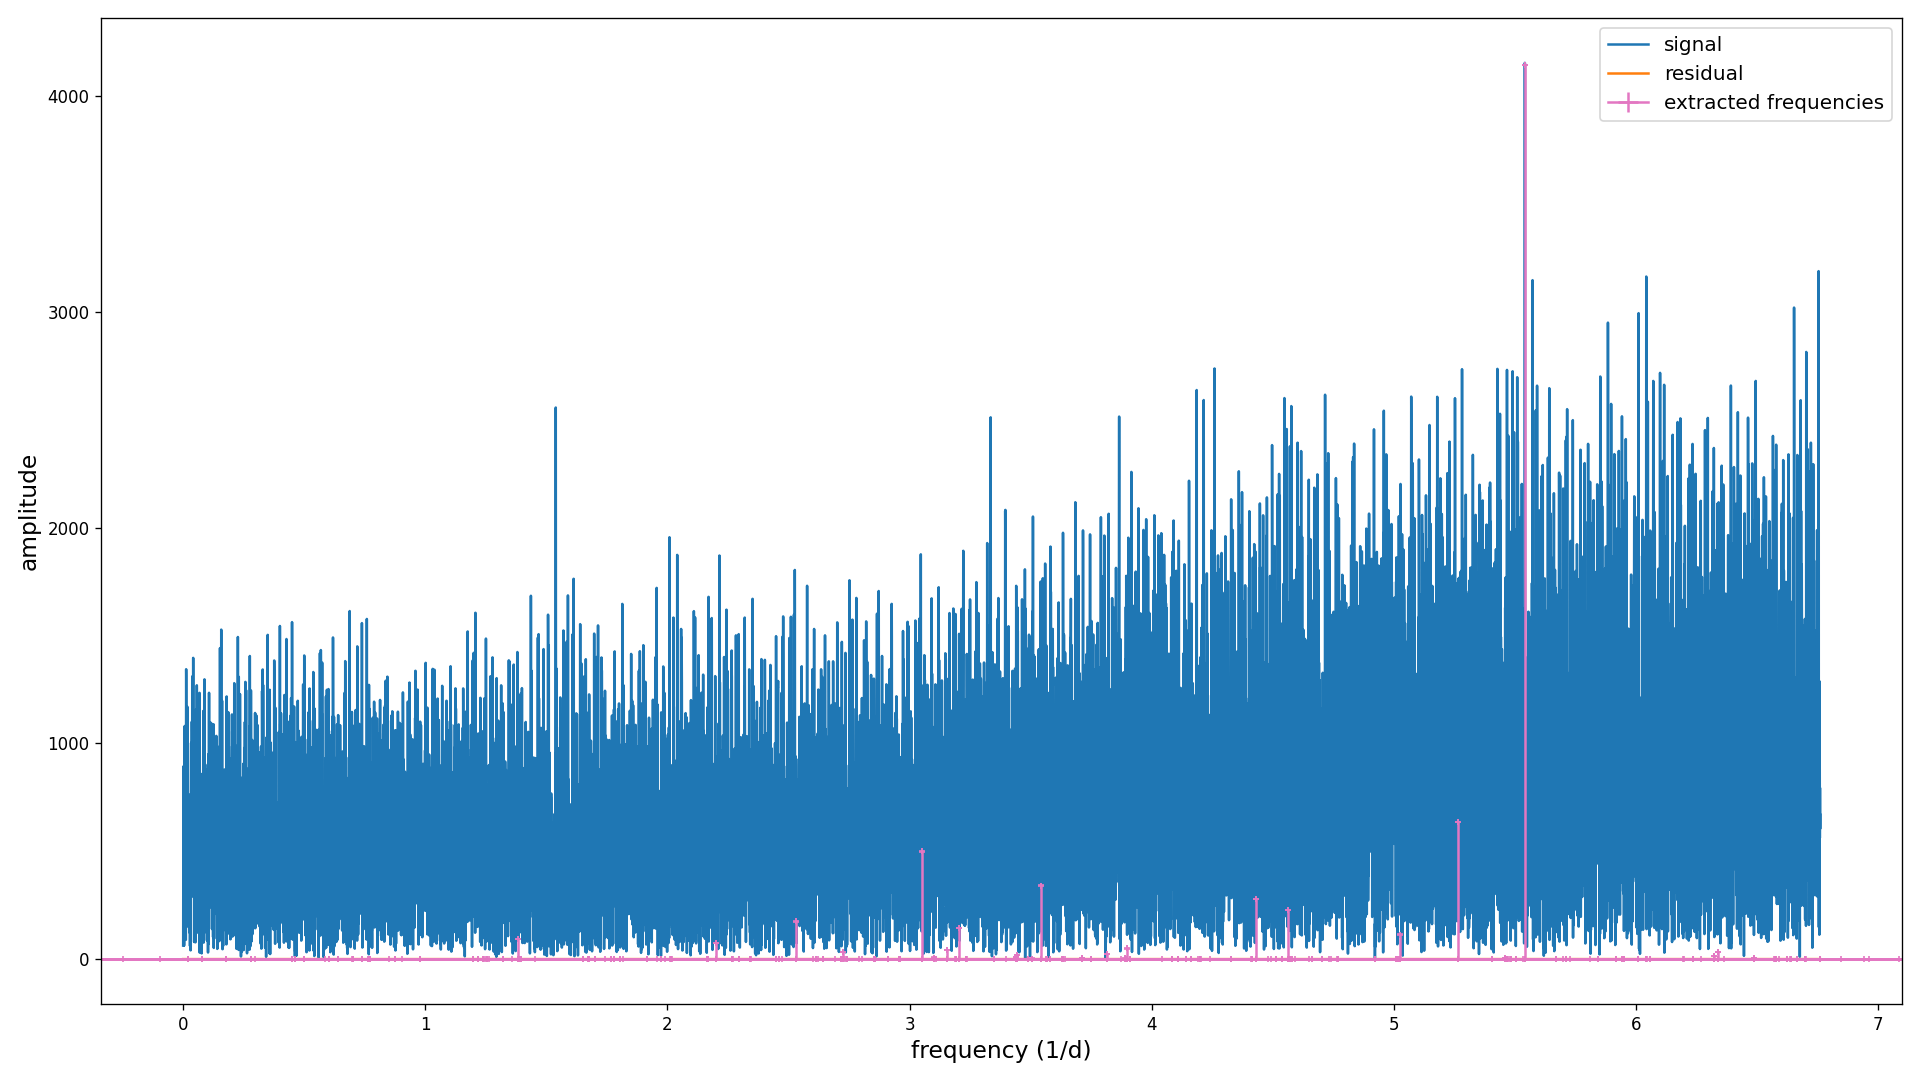 signal
residual
extracted frequencies
4000
3000
2000
1000
0
amplitude
0 1 2 3 4 5 6 7
frequency (1/d)